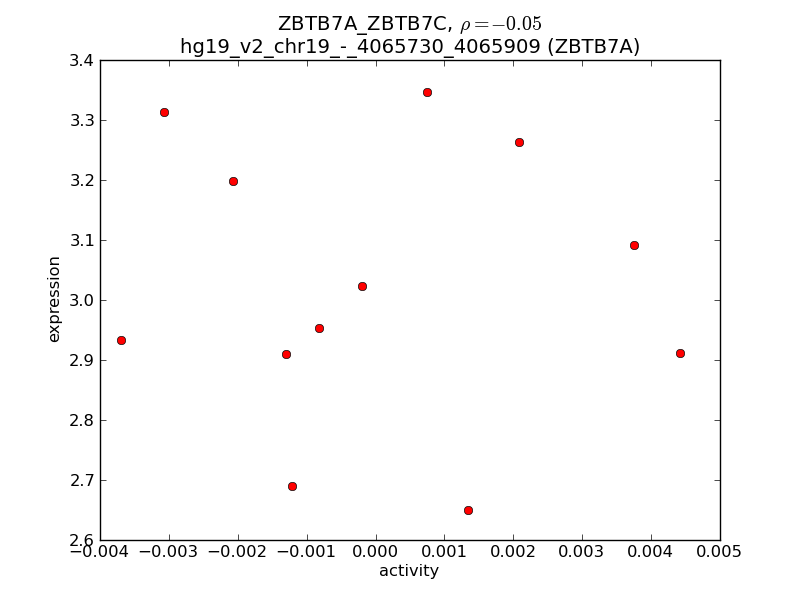 ZBTB7A_ZBTB7C, ρ = −0.05
hg19_v2_chr19_-_4065730_4065909 (ZBTB7A)
3.4
3.3
3.2
3.1
3.0
2.9
2.8
2.7
2.6
expression
−0.004 −0.003 −0.002 −0.001 0.000 0.001 0.002 0.003 0.004 0.005
activity